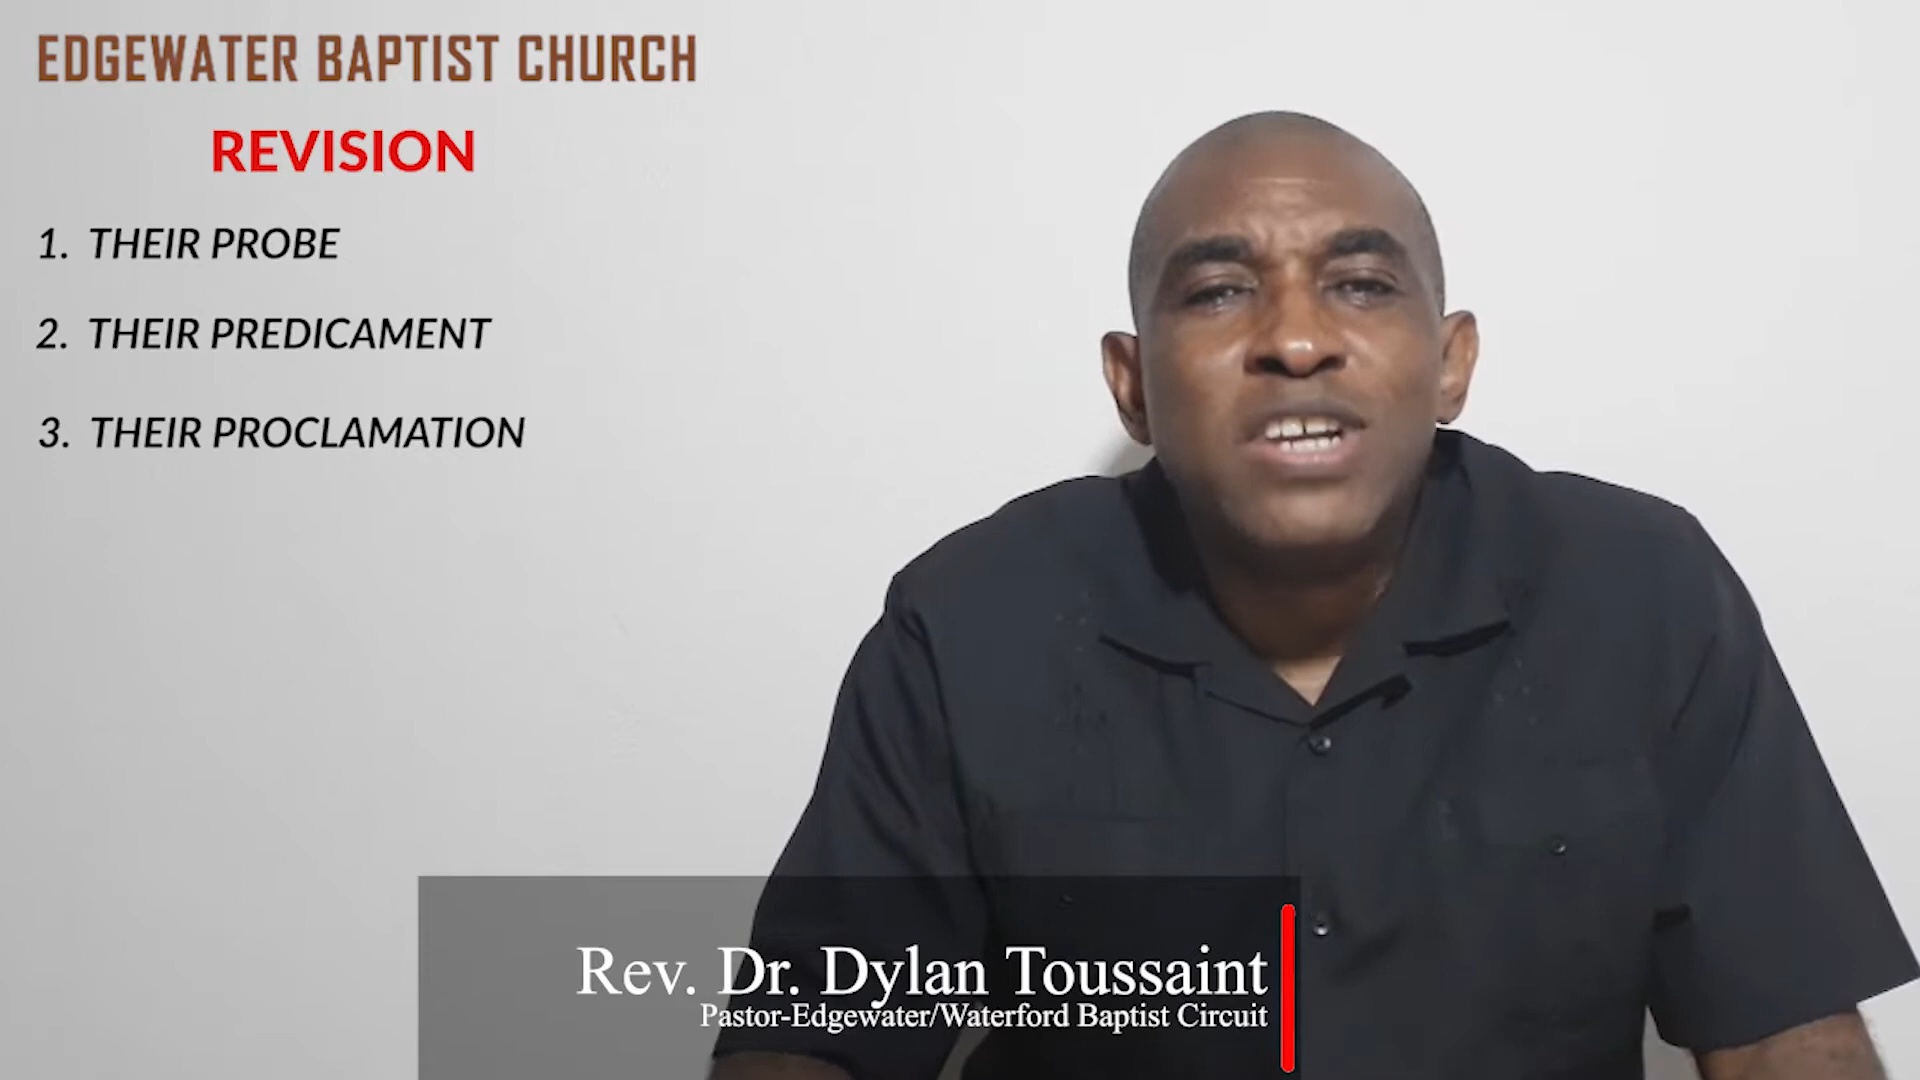 EDGEWATER BAPTIST CHURCH
REVISION
1. THEIR PROBE
2. THEIR PREDICAMENT
3. THEIR PROCLAMATION
Rev. Dr. Dylan Toussaint
Pastor-Edgewater/Waterford Baptist Circuit